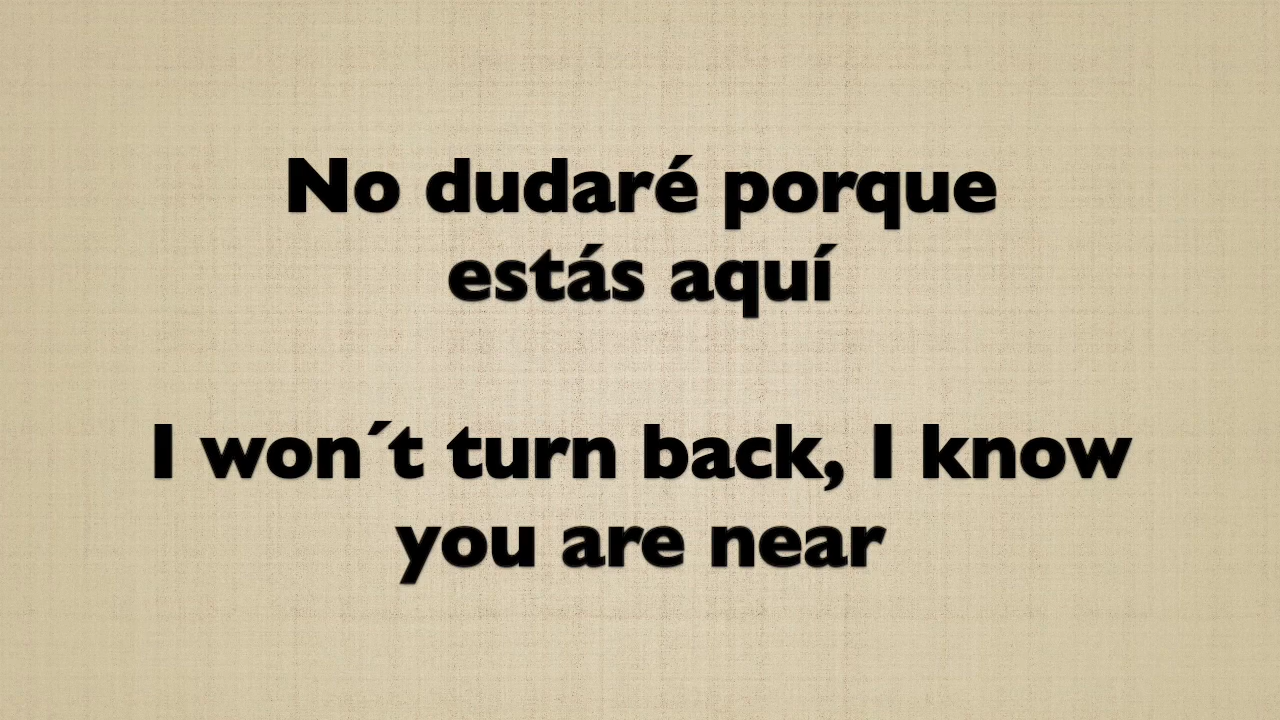 No dudaré porque
estás aquí
I won´t turn back, I know
you are near